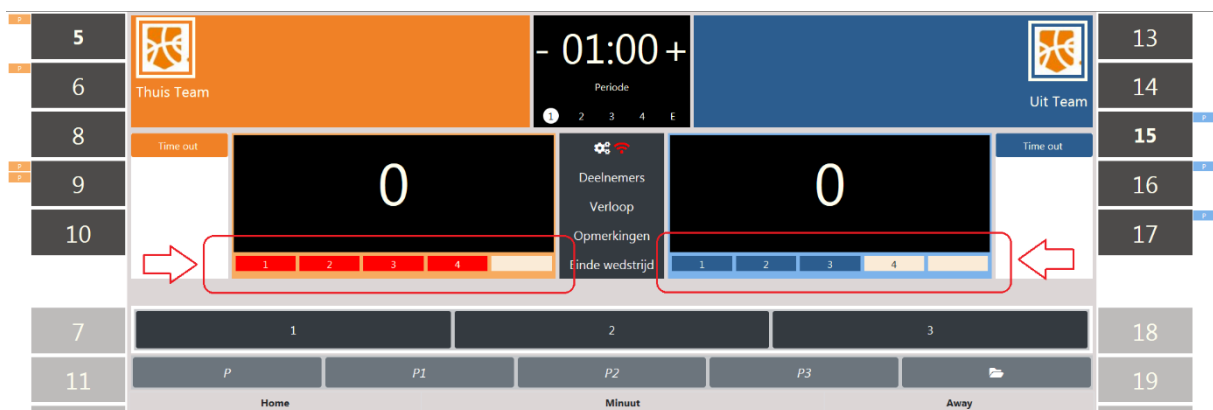 P
5
P
6
8
P
P
9
10
7
11
Thuis Team
- 01:00 +
Periode
1 2 3 4 E
Uit Team
Time out
0
1 2 3 4
Deelnemers
Verloop
Opmerkingen
Einde wedstrijd
0
1 2 3 4
Time out
13
14
P
15
P
16
P
17
18
19
1 2 3
P P1 P2 P3
Home Minuut Away